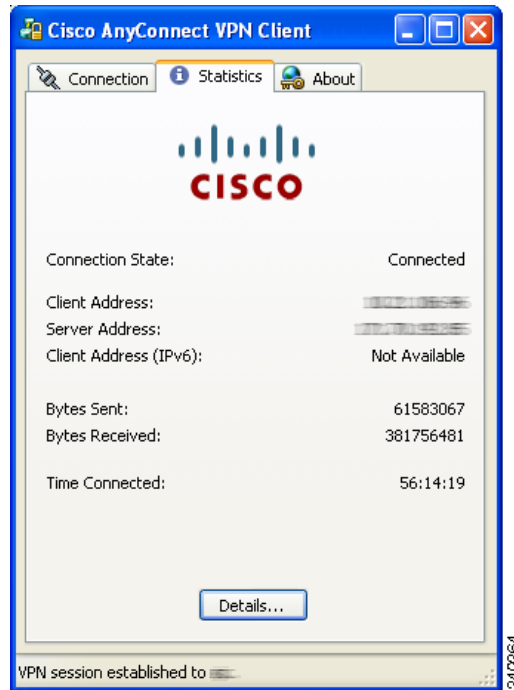 Cisco AnyConnect VPN Client
Connection Statistics About
CISCO
Connection State: Connected
Client Address:
Server Address:
Client Address (IPv6): Not Available
Bytes Sent: 61583067
Bytes Received: 381756481
Time Connected: 56:14:19
Details...
VPN session established to